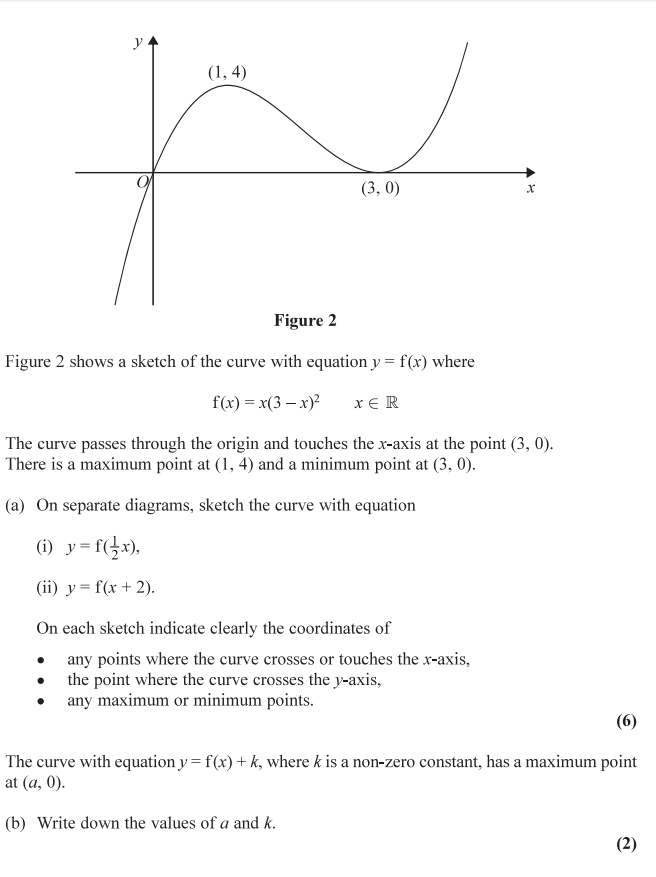 y
(1, 4)
O
(3, 0)
x
Figure 2
Figure 2 shows a sketch of the curve with equation y = f(x) where
f(x) = x(3 – x)²     x ∈ ℝ
The curve passes through the origin and touches the x-axis at the point (3, 0).
There is a maximum point at (1, 4) and a minimum point at (3, 0).
(a) On separate diagrams, sketch the curve with equation
(i) y = f(½x),
(ii) y = f(x + 2).
On each sketch indicate clearly the coordinates of
• any points where the curve crosses or touches the x-axis,
• the point where the curve crosses the y-axis,
• any maximum or minimum points.
(6)
The curve with equation y = f(x) + k, where k is a non-zero constant, has a maximum point
at (a, 0).
(b) Write down the values of a and k.
(2)